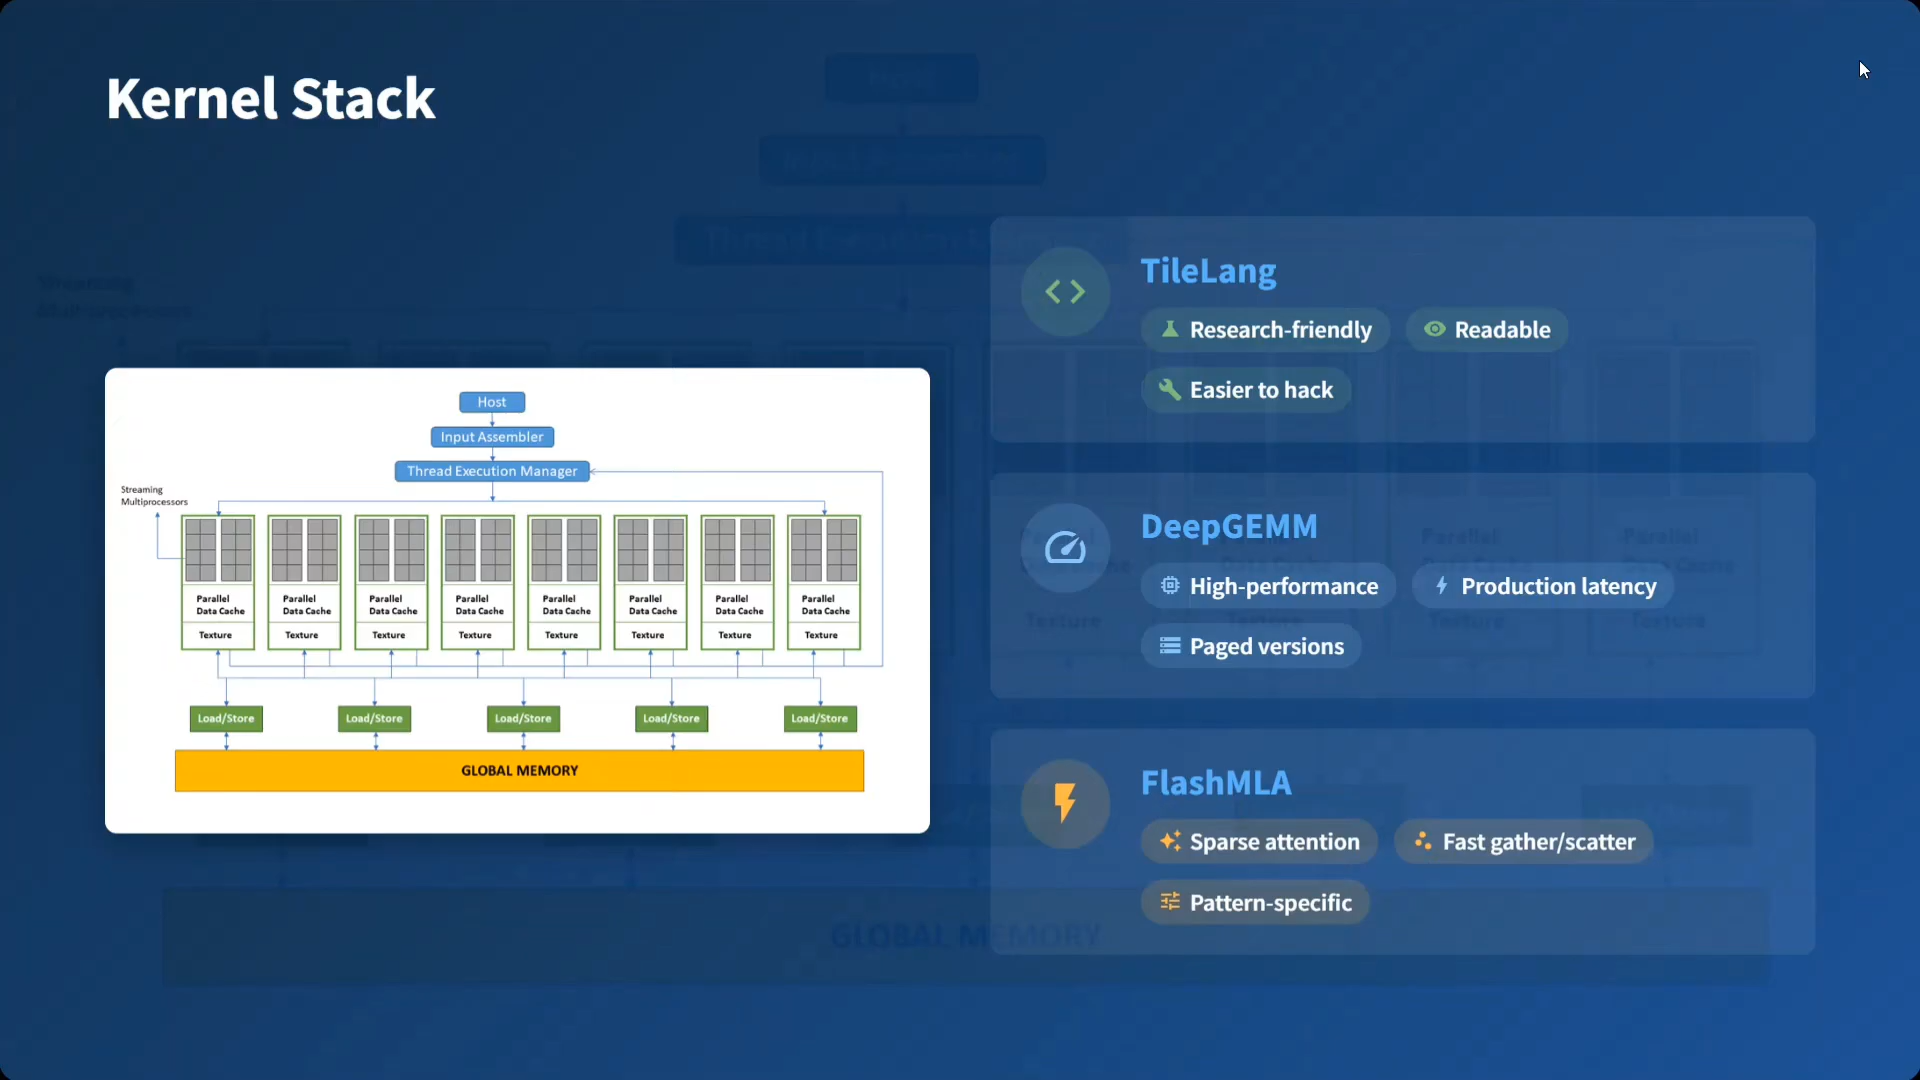 Kernel Stack
Host
Input Assembler
Thread Execution Manager
Streaming
Multiprocessors
Parallel Data Cache
Texture
Parallel Data Cache
Texture
Parallel Data Cache
Texture
Parallel Data Cache
Texture
Parallel Data Cache
Texture
Parallel Data Cache
Texture
Parallel Data Cache
Texture
Parallel Data Cache
Texture
Load/Store
Load/Store
Load/Store
Load/Store
Load/Store
GLOBAL MEMORY
TileLang
Research-friendly
Readable
Easier to hack
DeepGEMM
High-performance
Production latency
Paged versions
FlashMLA
Sparse attention
Fast gather/scatter
Pattern-specific
GLOBAL MEMORY